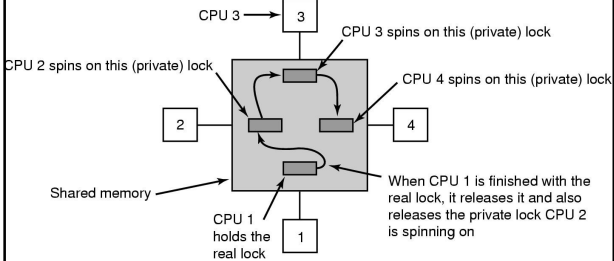 CPU 3
3
CPU 3 spins on this (private) lock
CPU 2 spins on this (private) lock
CPU 4 spins on this (private) lock
2
4
Shared memory
When CPU 1 is finished with the
real lock, it releases it and also
releases the private lock CPU 2
is spinning on
CPU 1
holds the
real lock
1